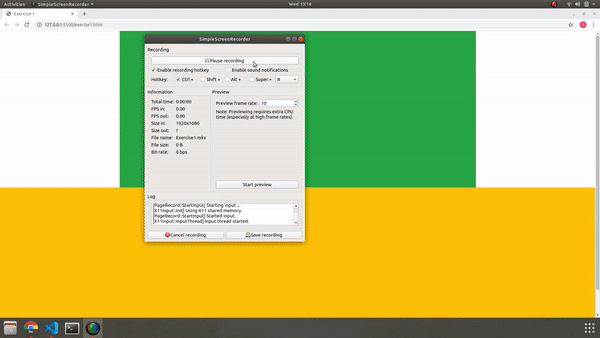 Activities
SimpleScreenRecorder
Wed 13:14
Exercise 1
127.0.0.1:5500/exercise1.html
SimpleScreenRecorder
Recording
Pause recording
Enable recording hotkey
Enable sound notifications
Hotkey:
Ctrl +
Shift +
Alt +
Super +
R
Information
Preview
Total time: 0:00:00
FPS in: 0.00
FPS out: 0.00
Size in: 1920x1080
Size out: ?
File name: Exercise1.mkv
File size: 0 B
Bit rate: 0 bps
Preview frame rate: 10
Note: Previewing requires extra CPU
time (especially at high frame rates).
Start preview
Log
[PageRecord::StartInput] Starting input ...
[X11Input::Init] Using X11 shared memory.
[PageRecord::StartInput] Started input.
[X11Input::InputThread] Input thread started.
Cancel recording
Save recording